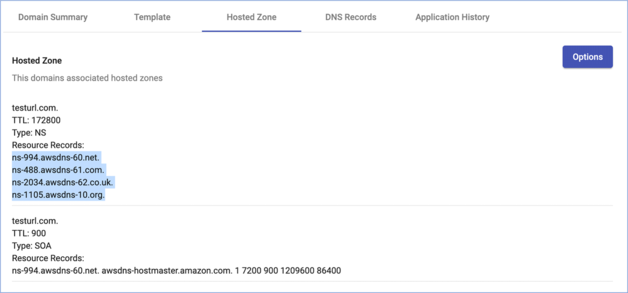 Domain Summary Template Hosted Zone DNS Records Application History
Hosted Zone
Options
This domains associated hosted zones
testurl.com.
TTL: 172800
Type: NS
Resource Records:
ns-994.awsdns-60.net.
ns-488.awsdns-61.com.
ns-2034.awsdns-62.co.uk.
ns-1105.awsdns-10.org.
testurl.com.
TTL: 900
Type: SOA
Resource Records:
ns-994.awsdns-60.net. awsdns-hostmaster.amazon.com. 1 7200 900 1209600 86400